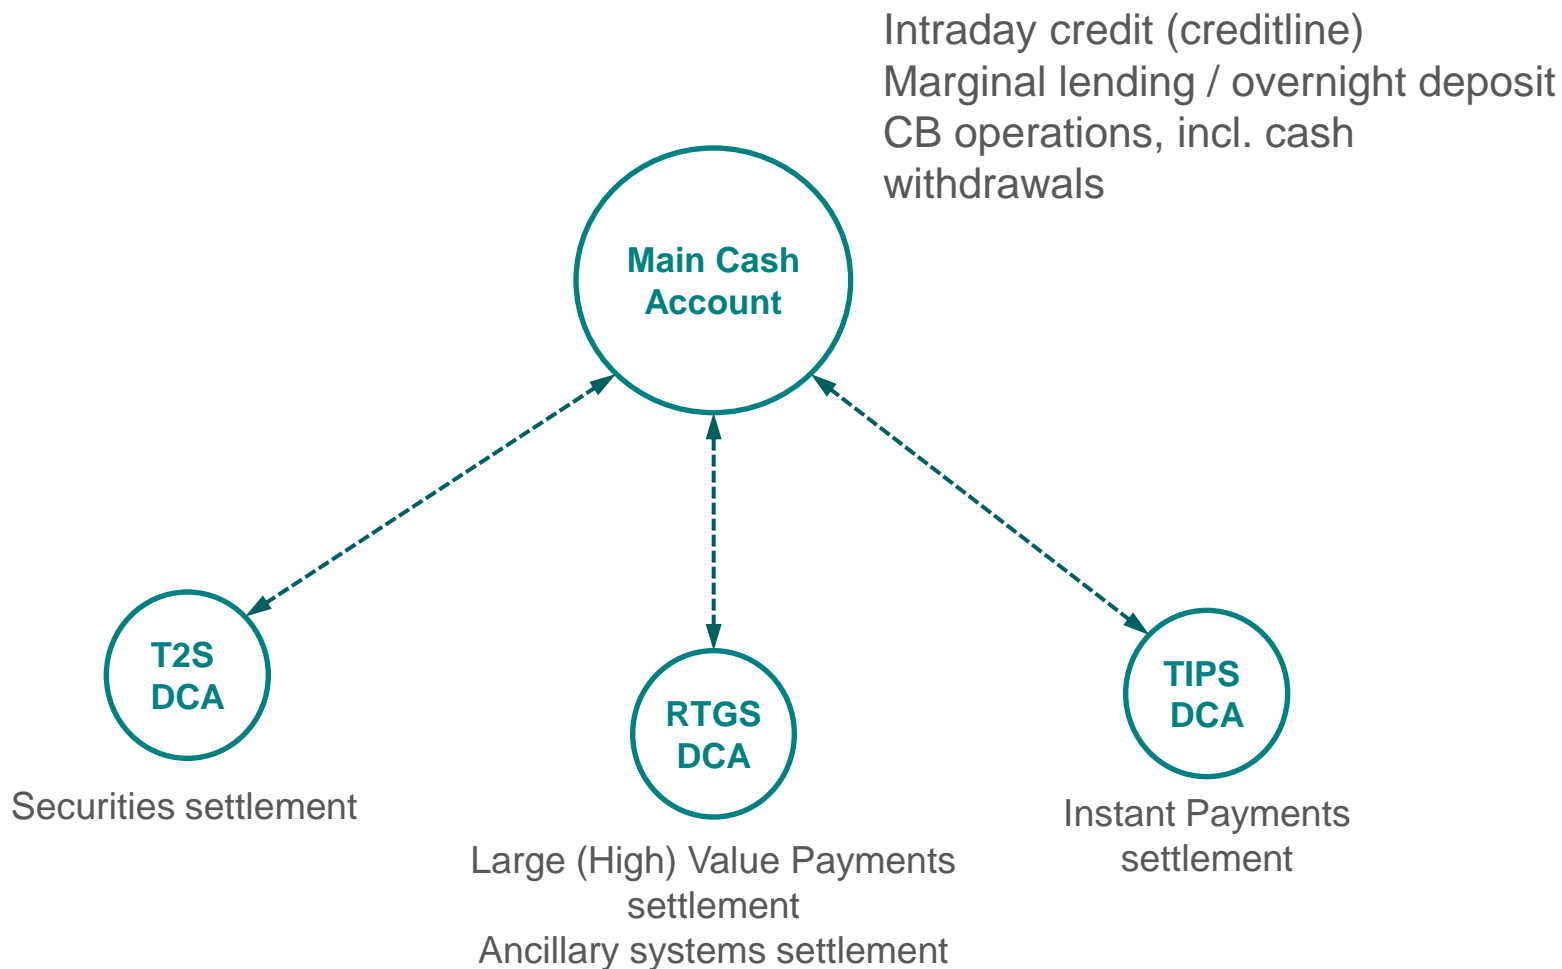 Intraday credit (creditline)
Marginal lending / overnight deposit
CB operations, incl. cash
withdrawals
Main Cash
Account
T2S
DCA
Securities settlement
RTGS
DCA
Large (High) Value Payments
settlement
Ancillary systems settlement
TIPS
DCA
Instant Payments
settlement